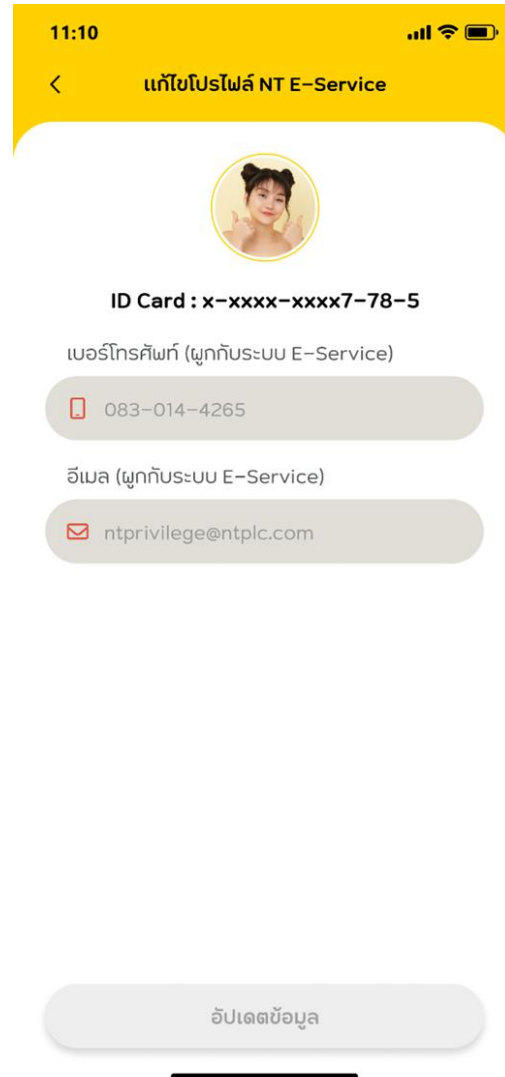 11:10
แก้ไขโปรไฟล์ NT E-Service
ID Card : x-xxxx-xxxx7-78-5
เบอร์โทรศัพท์ (ผูกกับระบบ E-Service)
083-014-4265
อีเมล (ผูกกับระบบ E-Service)
ntprivilege@ntplc.com
อัปเดตข้อมูล